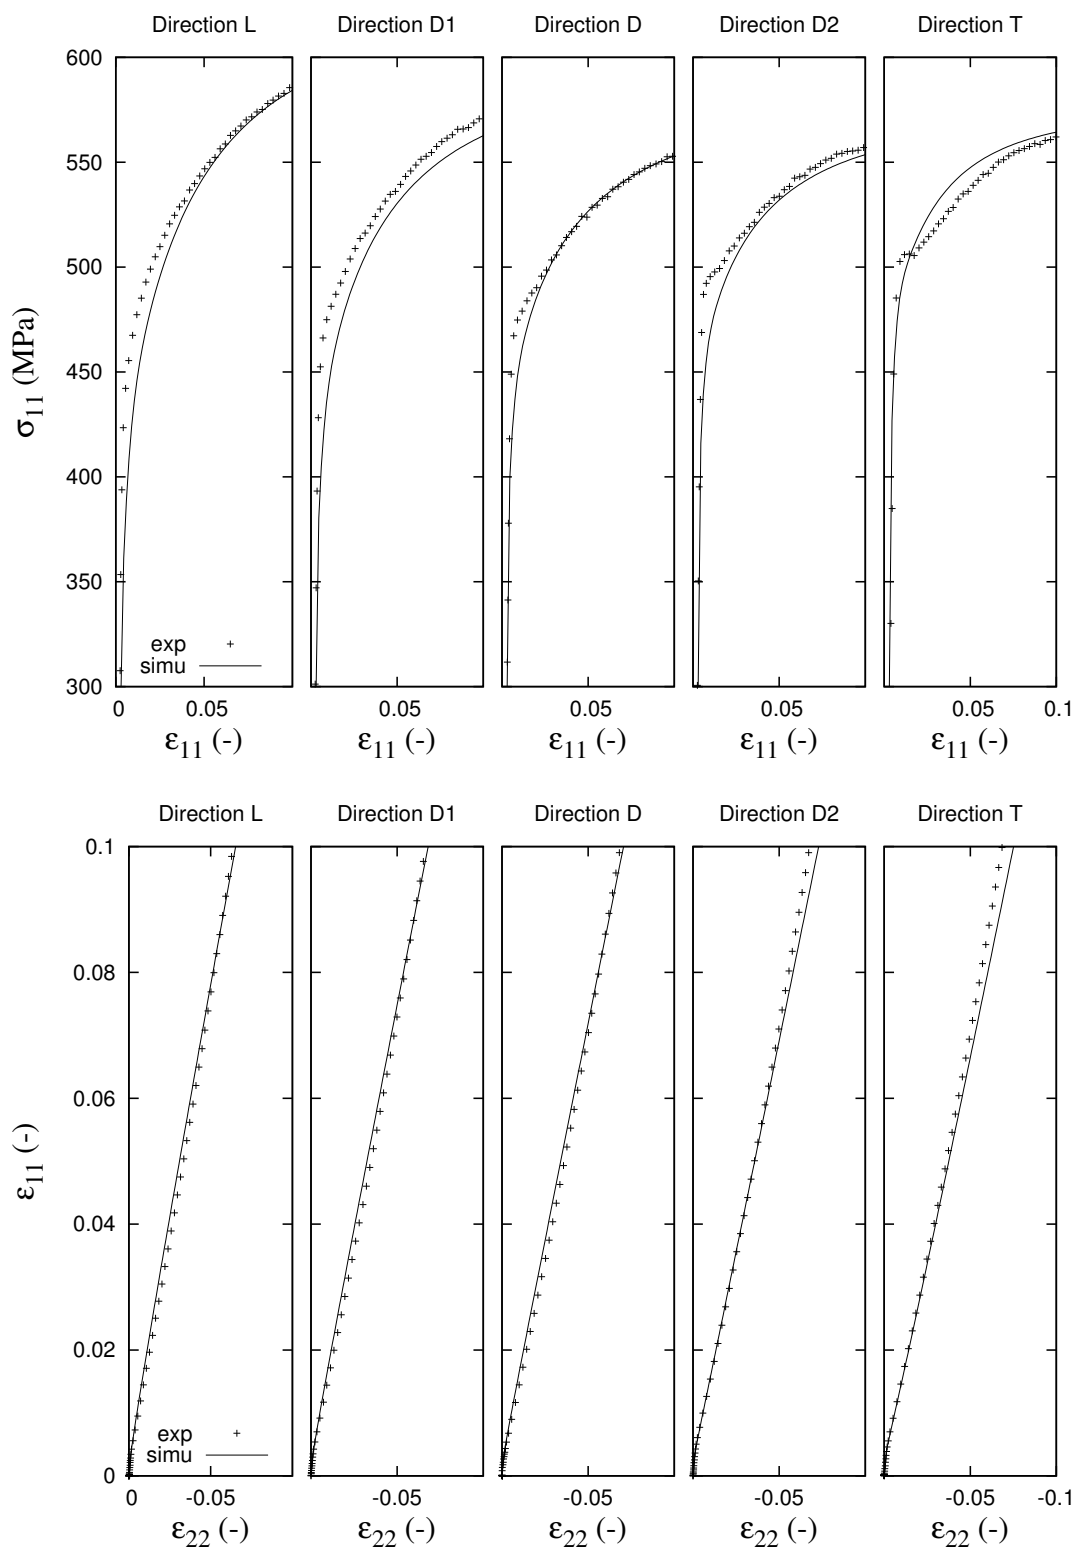 Direction L Direction D1 Direction D Direction D2 Direction T
600
550
500
450
400
350
300
σ11 (MPa)
exp
simu
0 0.05 0.05 0.05 0.05 0.05 0.1
ε11 (-) ε11 (-) ε11 (-) ε11 (-) ε11 (-)
Direction L Direction D1 Direction D Direction D2 Direction T
0.1
0.08
0.06
0.04
0.02
0
ε11 (-)
exp
simu
0 -0.05 -0.05 -0.05 -0.05 -0.05 -0.1
ε22 (-) ε22 (-) ε22 (-) ε22 (-) ε22 (-)